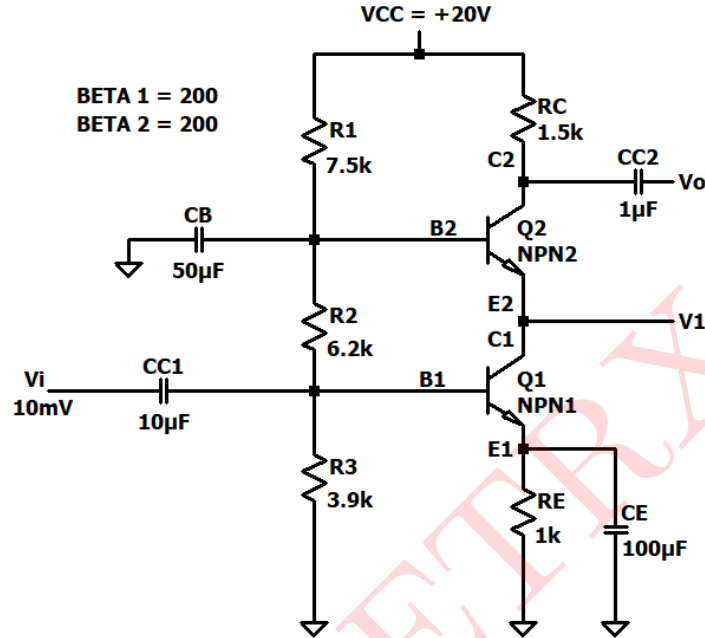 VCC = +20V
BETA 1 = 200
BETA 2 = 200
R1
7.5k
RC
1.5k
C2
CC2
Vo
1µF
CB
50µF
B2
Q2
NPN2
R2
6.2k
E2
C1
V1
Vi
10mV
CC1
10µF
B1
Q1
NPN1
E1
R3
3.9k
RE
1k
CE
100µF
ETRX